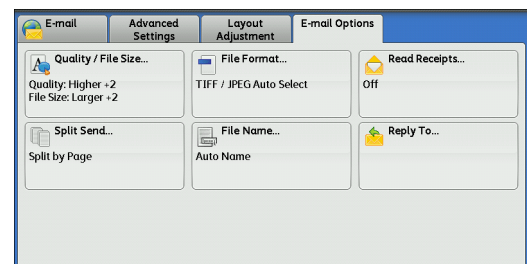 E-mail
Advanced Settings
Layout Adjustment
E-mail Options
Quality / File Size...
Quality: Higher +2
File Size: Larger +2
File Format...
TIFF / JPEG Auto Select
Read Receipts...
Off
Split Send...
Split by Page
File Name...
Auto Name
Reply To...